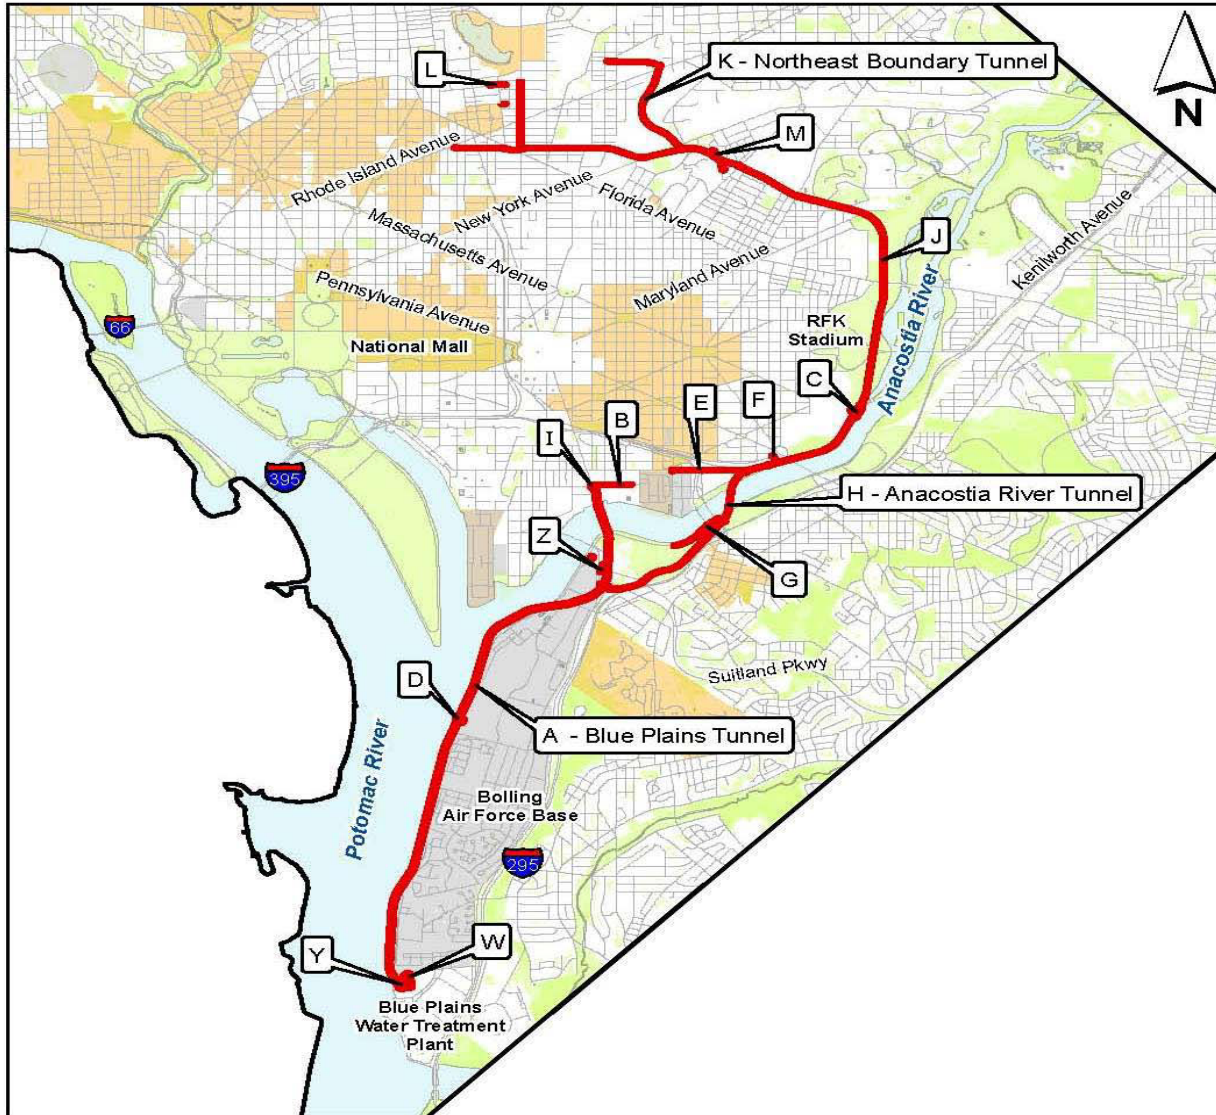 L
K - Northeast Boundary Tunnel
N
M
Rhode Island Avenue
New York Avenue
Florida Avenue
Massachusetts Avenue
Maryland Avenue
Kenilworth Avenue
J
Pennsylvania Avenue
66
National Mall
RFK
Stadium
Anacostia River
C
E
F
B
I
395
H - Anacostia River Tunnel
Z
G
Suitland Pkwy
D
A - Blue Plains Tunnel
Bolling
Air Force Base
Potomac River
295
W
Y
Blue Plains
Water Treatment
Plant